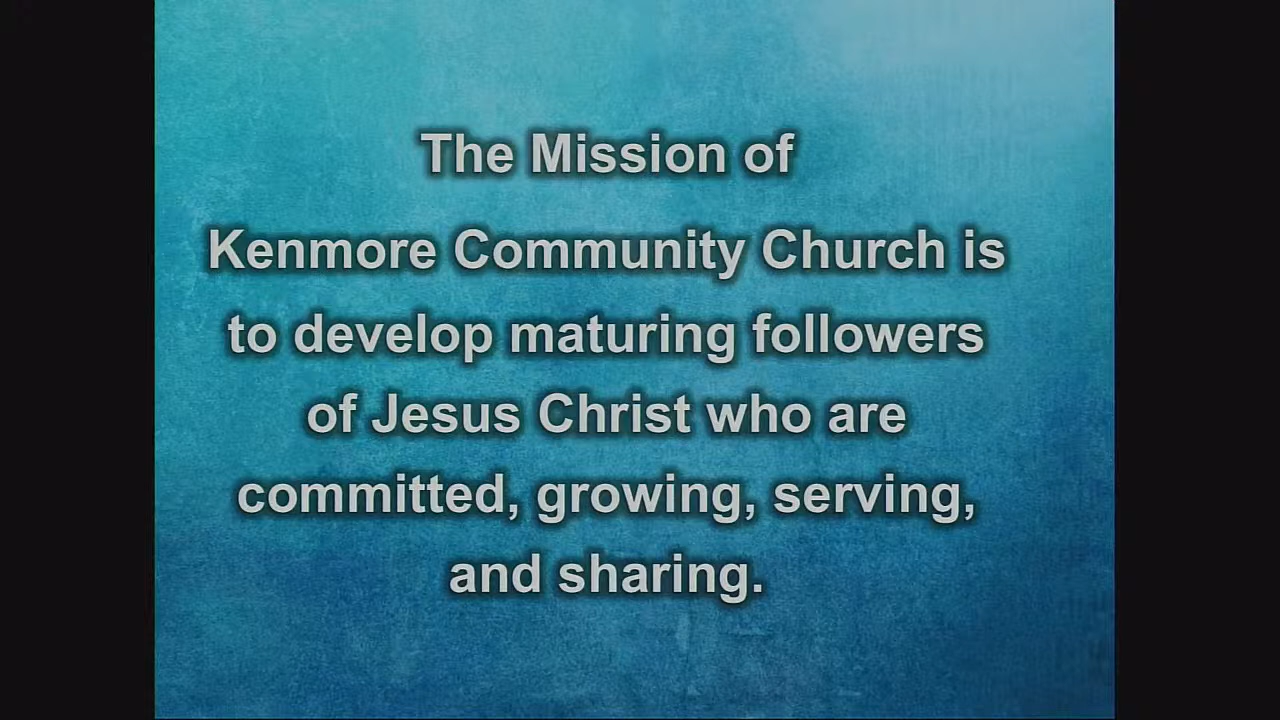 The Mission of
Kenmore Community Church is
to develop maturing followers
of Jesus Christ who are
committed, growing, serving,
and sharing.